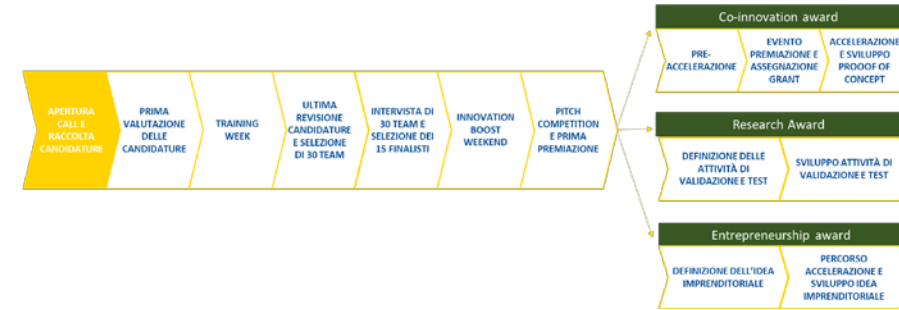 APERTURA
CALL E
RACCOLTA
CANDIDATURE
PRIMA
VALUTAZIONE
DELLE
CANDIDATURE
TRAINING
WEEK
ULTIMA
REVISIONE
CANDIDATURE
E SELEZIONE
DI 30 TEAM
INTERVISTA DI
30 TEAM E
SELEZIONE DEI
15 FINALISTI
INNOVATION
BOOST
WEEKEND
PITCH
COMPETITION
E PRIMA
PREMIAZIONE
Co-innovation award
PRE-
ACCELERAZIONE
EVENTO
PREMIAZIONE E
ASSEGNAZIONE
GRANT
ACCELERAZIONE
E SVILUPPO
PROOOF OF
CONCEPT
Research Award
DEFINIZIONE DELLE
ATTIVITÀ DI
VALIDAZIONE E TEST
SVILUPPO ATTIVITÀ DI
VALIDAZIONE E TEST
Entrepreneurship award
DEFINIZIONE DELL'IDEA
IMPRENDITORIALE
PERCORSO
ACCELERAZIONE E
SVILUPPO IDEA
IMPRENDITORIALE